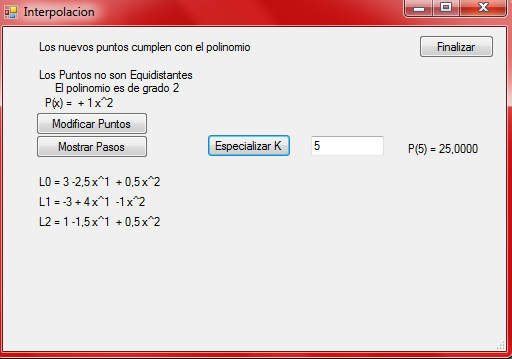 Interpolacion
Los nuevos puntos cumplen con el polinomio
Finalizar
Los Puntos no son Equidistantes
El polinomio es de grado 2
P(x) = + 1 x^2
Modificar Puntos
Mostrar Pasos
Especializar K
5
P(5) = 25,0000
L0 = 3 -2,5 x^1 + 0,5 x^2
L1 = -3 + 4 x^1 -1 x^2
L2 = 1 -1,5 x^1 + 0,5 x^2